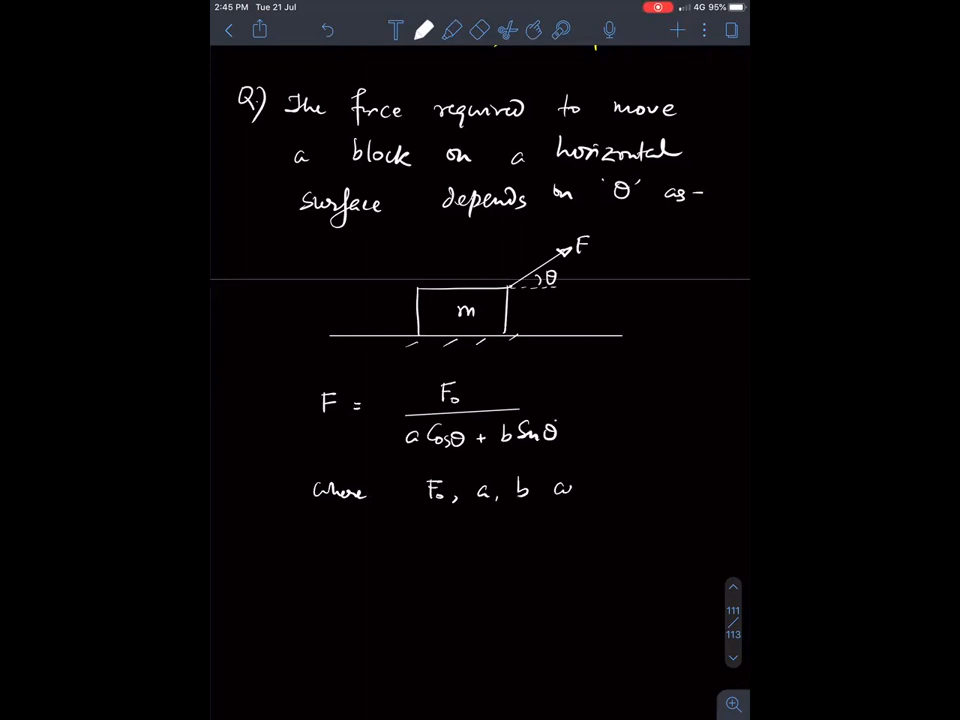 2:45 PM Tue 21 Jul
4G 95%
Q.) The force required to move
a block on a horizontal
surface depends on 'θ' as -
F
θ
m
F = F₀ / (a Cosθ + b Sinθ)
where F₀, a, b a
111
/
113